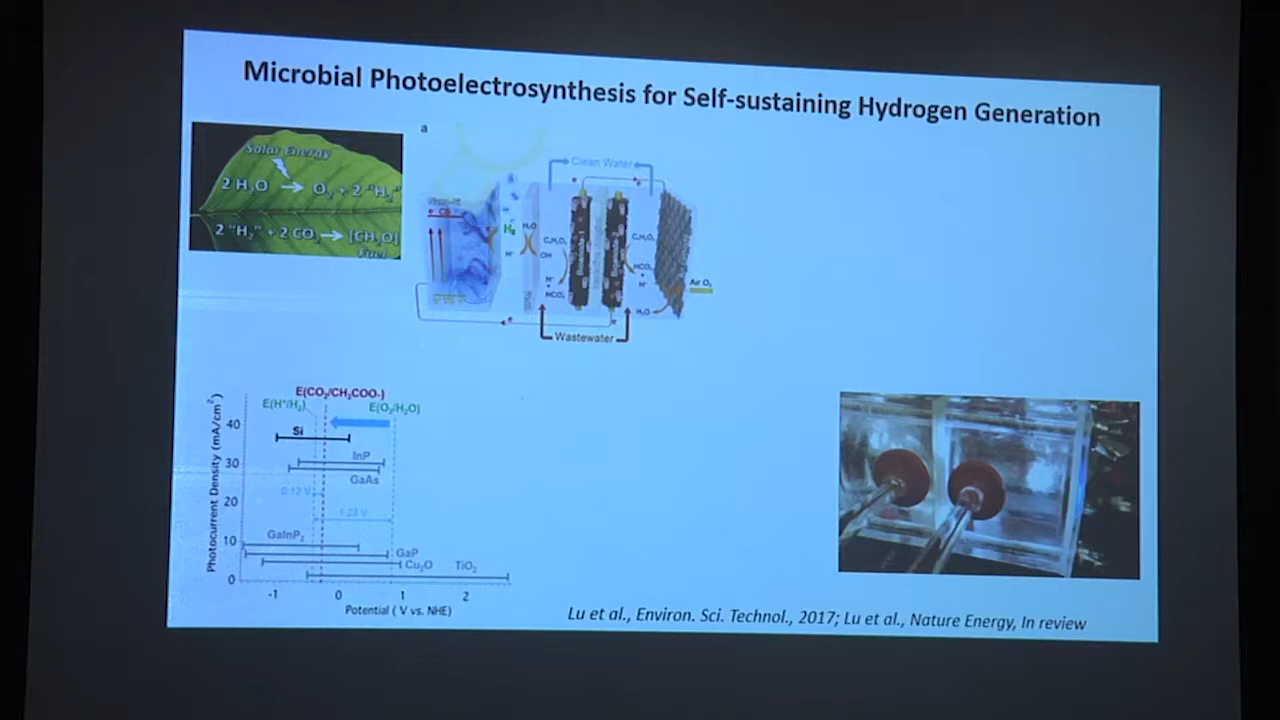 Microbial Photoelectrosynthesis for Self-sustaining Hydrogen Generation
Solar Energy
2 H₂O → O₂ + 2 "H₂"
2 "H₂" + 2 CO₂ → [CH₂O]
Fuel
a
Clean Water
e
e
H₂
H₂O
H⁺
OH
H⁺
+
HCO₃
HCO₃
+
H⁺
H₂O
Air O₂
e
e
Wastewater
E(CO₂/CH₃COO-)
E(H⁺/H₂)
E(O₂/H₂O)
Photocurrent Density (mA/cm²)
40
30
20
10
0
Si
InP
GaAs
0.12 V
1.23 V
GaInP₂
GaP
Cu₂O
TiO₂
-1
0
1
2
Potential ( V vs. NHE)
Lu et al., Environ. Sci. Technol., 2017; Lu et al., Nature Energy, In review